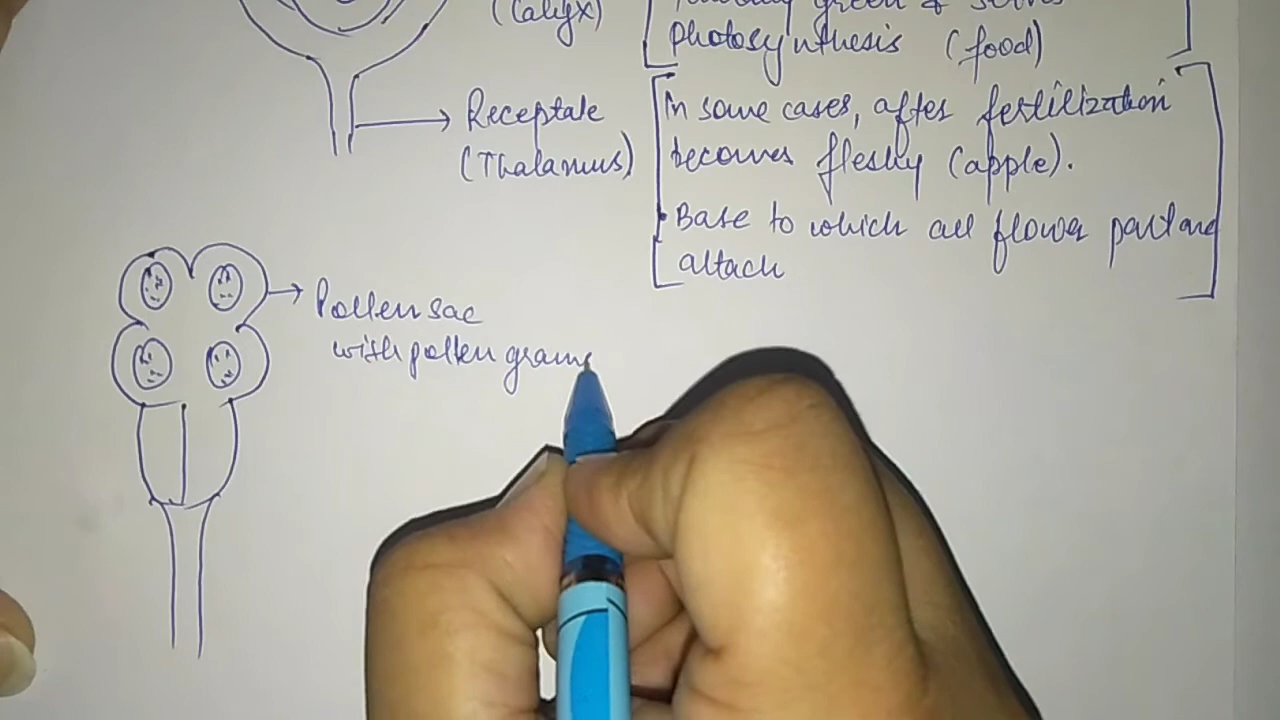 (Calyx)
green & 
photosynthesis (food)
Receptale
(Thalamus)
In some cases, after fertilization
becomes fleshy (apple).
Base to which all flower part are
attach
Pollen sac
with pollen grains